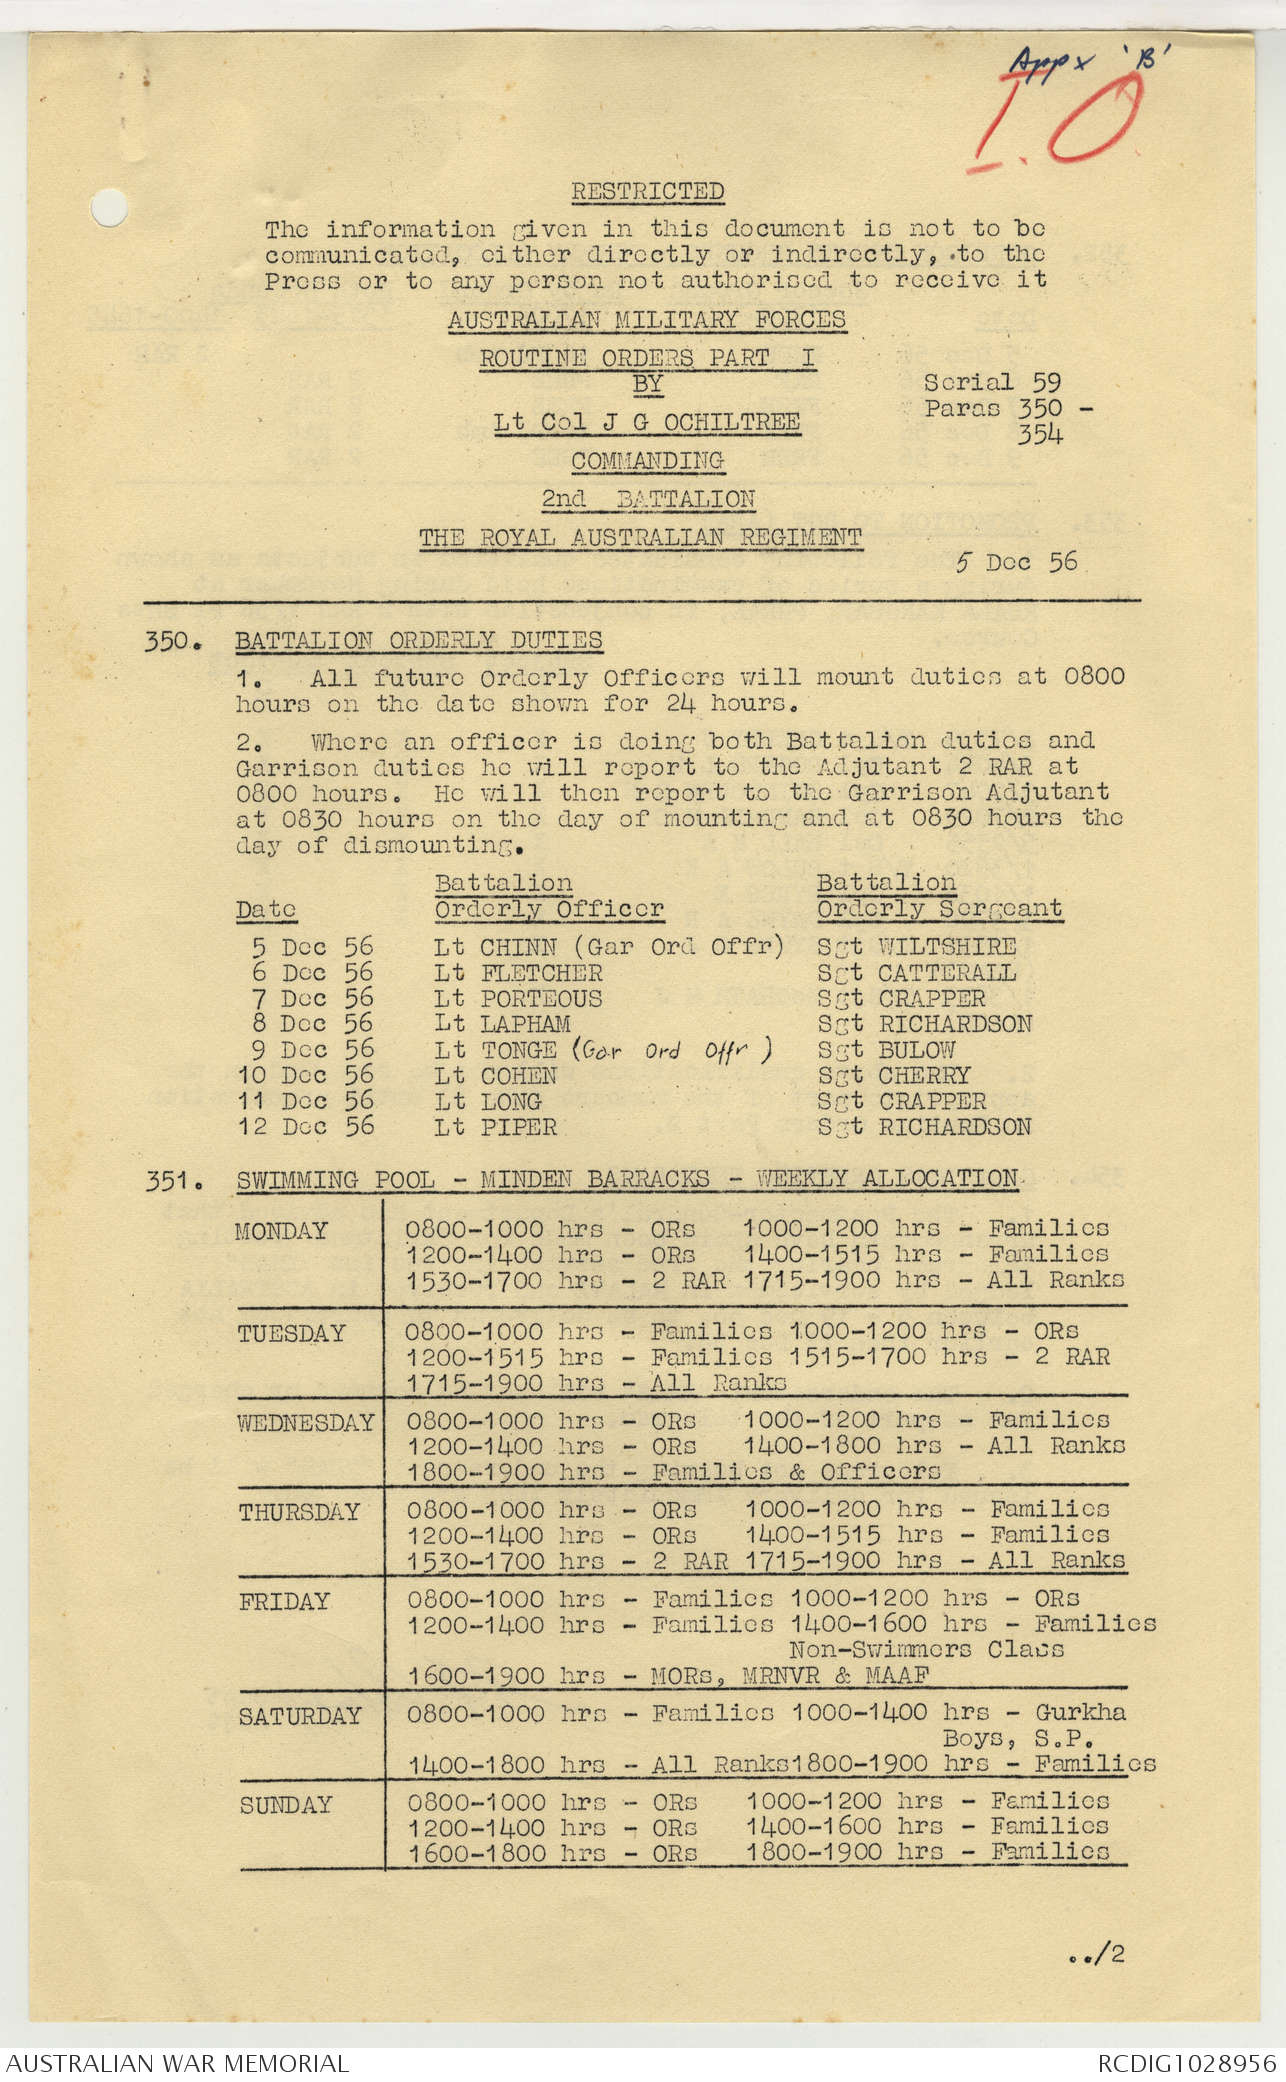 Appx 'B'
I.O
RESTRICTED
The information given in this document is not to be
communicated, either directly or indirectly, to the
Press or to any person not authorised to receive it
AUSTRALIAN MILITARY FORCES
ROUTINE ORDERS PART I
BY
Serial 59
Paras 350 -
354
Lt Col J G OCHILTREE
COMMANDING
2nd BATTALION
THE ROYAL AUSTRALIAN REGIMENT
5 Dec 56
350. BATTALION ORDERLY DUTIES
1. All future Orderly Officers will mount duties at 0800
hours on the date shown for 24 hours.
2. Where an officer is doing both Battalion duties and
Garrison duties he will report to the Adjutant 2 RAR at
0800 hours. He will then report to the Garrison Adjutant
at 0830 hours on the day of mounting and at 0830 hours the
day of dismounting.
Battalion Battalion
Date Orderly Officer Orderly Sergeant
5 Dec 56 Lt CHINN (Gar Ord Offr) Sgt WILTSHIRE
6 Dec 56 Lt FLETCHER Sgt CATTERALL
7 Dec 56 Lt PORTEOUS Sgt CRAPPER
8 Dec 56 Lt LAPHAM Sgt RICHARDSON
9 Dec 56 Lt TONGE (Gar Ord Offr) Sgt BULOW
10 Dec 56 Lt COHEN Sgt CHERRY
11 Dec 56 Lt LONG Sgt CRAPPER
12 Dec 56 Lt PIPER Sgt RICHARDSON
351. SWIMMING POOL - MINDEN BARRACKS - WEEKLY ALLOCATION
MONDAY 0800-1000 hrs - ORs 1000-1200 hrs - Families
1200-1400 hrs - ORs 1400-1515 hrs - Families
1530-1700 hrs - 2 RAR 1715-1900 hrs - All Ranks
TUESDAY 0800-1000 hrs - Families 1000-1200 hrs - ORs
1200-1515 hrs - Families 1515-1700 hrs - 2 RAR
1715-1900 hrs - All Ranks
WEDNESDAY 0800-1000 hrs - ORs 1000-1200 hrs - Families
1200-1400 hrs - ORs 1400-1800 hrs - All Ranks
1800-1900 hrs - Families & Officers
THURSDAY 0800-1000 hrs - ORs 1000-1200 hrs - Families
1200-1400 hrs - ORs 1400-1515 hrs - Families
1530-1700 hrs - 2 RAR 1715-1900 hrs - All Ranks
FRIDAY 0800-1000 hrs - Families 1000-1200 hrs - ORs
1200-1400 hrs - Families 1400-1600 hrs - Families
Non-Swimmers Class
1600-1900 hrs - MORs, MRNVR & MAAF
SATURDAY 0800-1000 hrs - Families 1000-1400 hrs - Gurkha
Boys, S.P.
1400-1800 hrs - All Ranks1800-1900 hrs - Families
SUNDAY 0800-1000 hrs - ORs 1000-1200 hrs - Families
1200-1400 hrs - ORs 1400-1600 hrs - Families
1600-1800 hrs - ORs 1800-1900 hrs - Families
../2
AUSTRALIAN WAR MEMORIAL RCDIG1028956